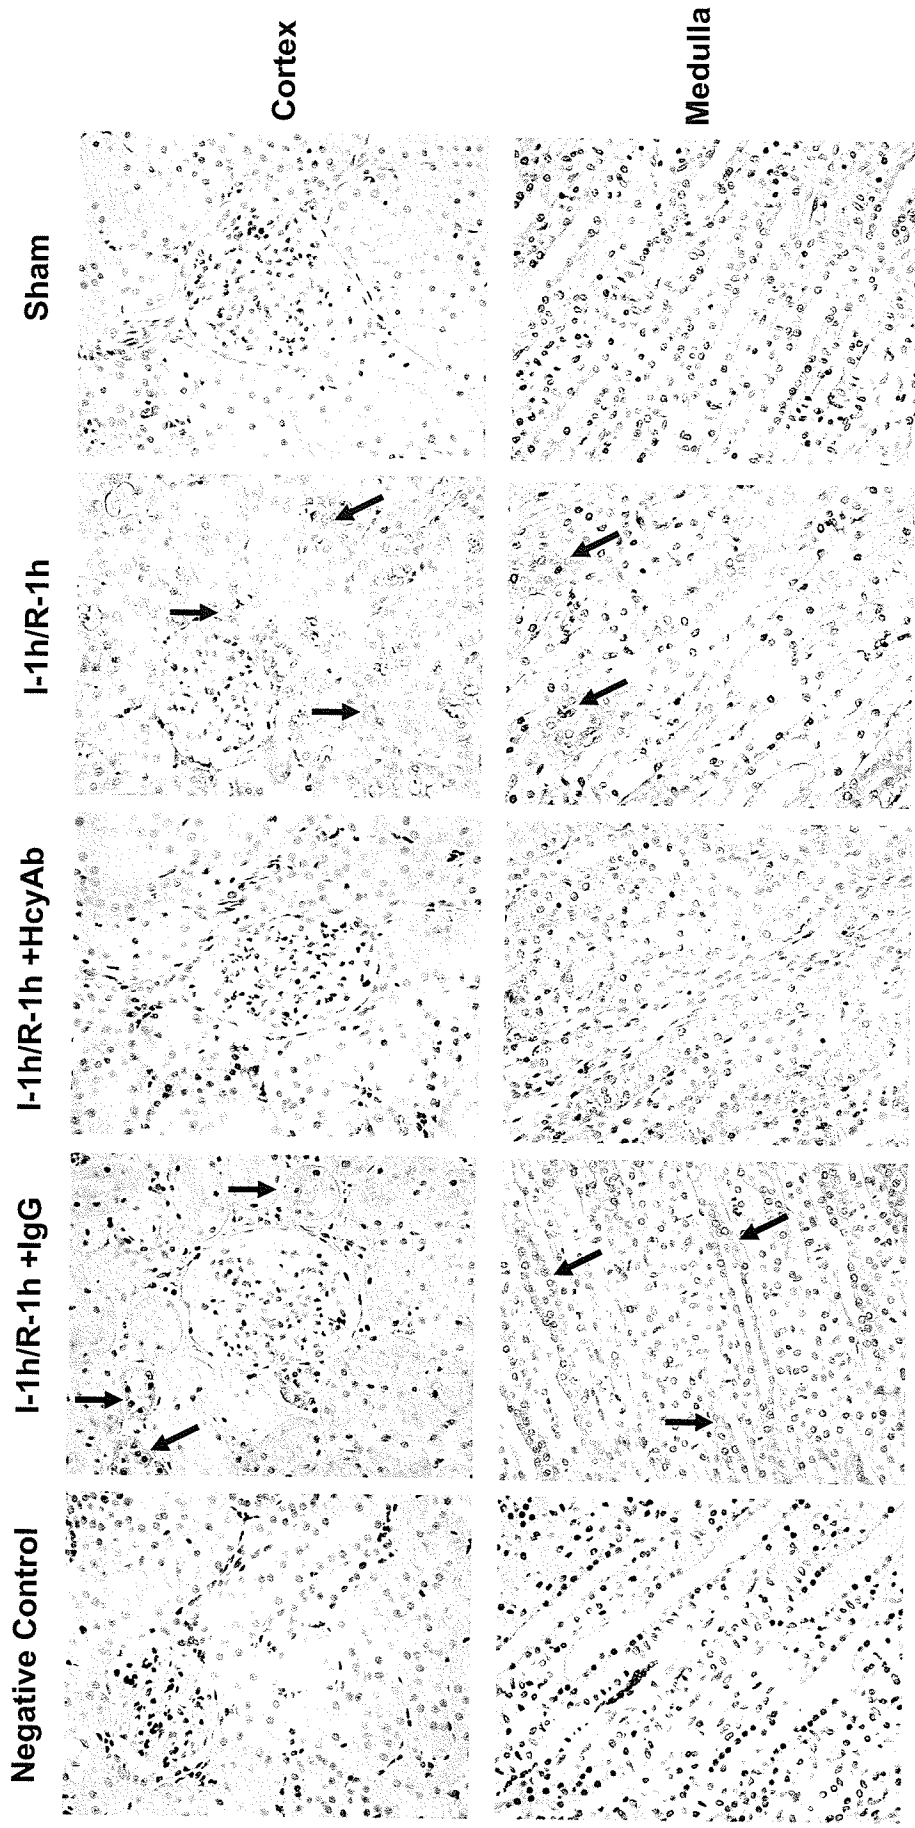 Negative Control
I-1h/R-1h +IgG
I-1h/R-1h +HcyAb
I-1h/R-1h
Sham
Cortex
Medulla